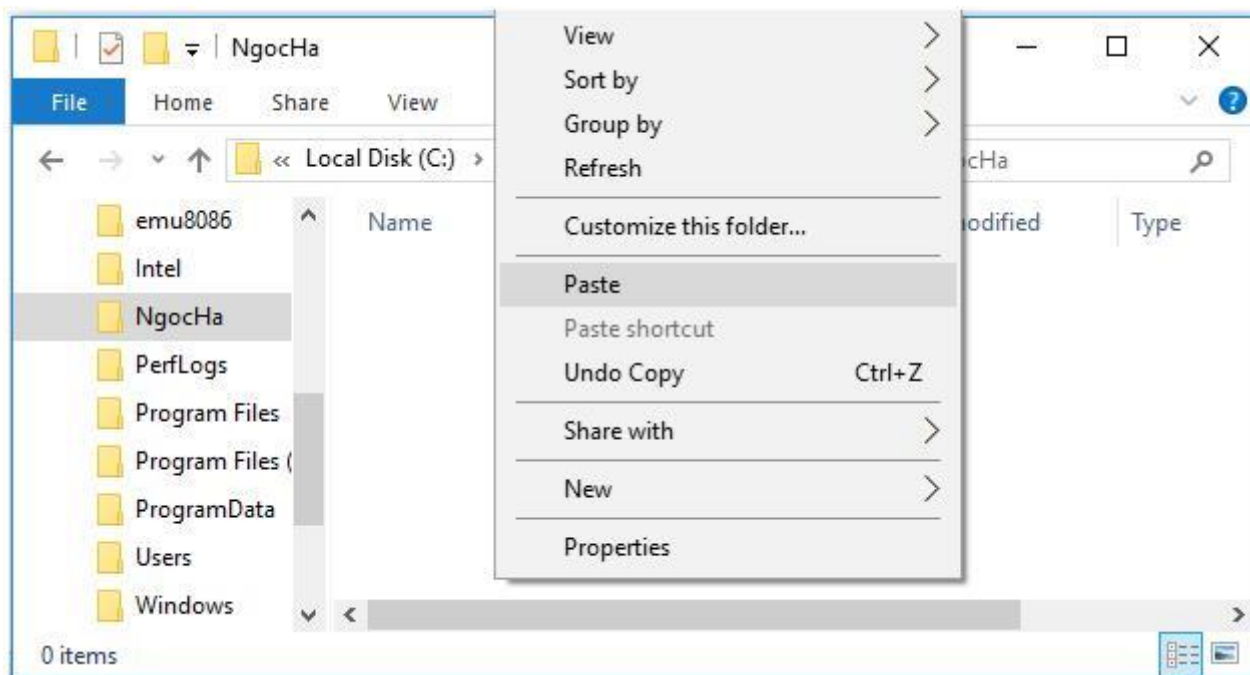 NgocHa
File Home Share View
« Local Disk (C:) ›
Name Type
emu8086
Intel
NgocHa
PerfLogs
Program Files
Program Files (
ProgramData
Users
Windows
0 items
View
Sort by
Group by
Refresh
Customize this folder...
Paste
Paste shortcut
Undo Copy Ctrl+Z
Share with
New
Properties